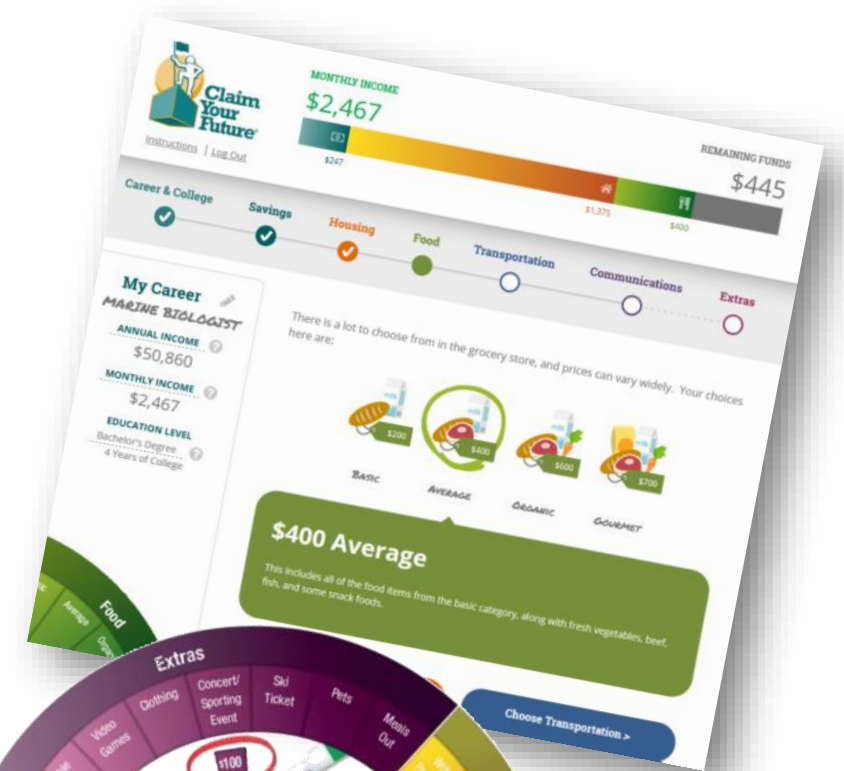 Claim
Your
Future
Instructions | Log Out
MONTHLY INCOME
$2,467
$247
$1,375
$400
REMAINING FUNDS
$445
Career & College
Savings
Housing
Food
Transportation
Communications
Extras
My Career
MARINE BIOLOGIST
ANNUAL INCOME
$50,860
MONTHLY INCOME
$2,467
EDUCATION LEVEL
Bachelor's Degree
4 Years of College
There is a lot to choose from in the grocery store, and prices can vary widely. Your choices
here are:
milk
milk
milk
milk
$200
$400
$600
$700
BASIC
AVERAGE
ORGANIC
GOURMET
$400 Average
This includes all of the food items from the basic category, along with fresh vegetables, beef,
fish, and some snack foods.
Choose Transportation >
Food
Average
Extras
Video
Games
Clothing
Concert/
Sporting
Event
Ski
Ticket
Pets
Meals
Out
$100